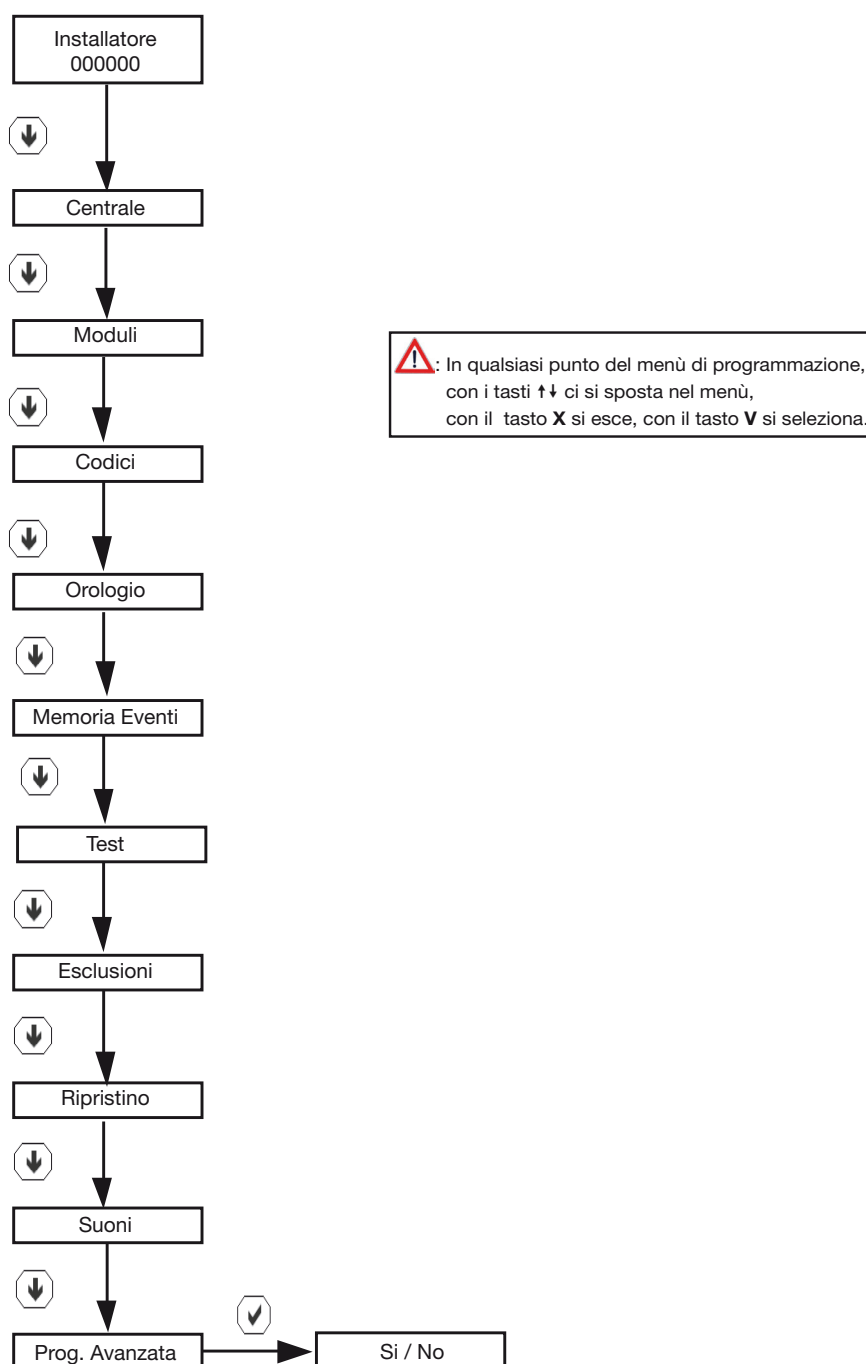 Installatore
000000
Centrale
Moduli
: In qualsiasi punto del menù di programmazione,
con i tasti ↑↓ ci si sposta nel menù,
con il tasto X si esce, con il tasto V si seleziona.
Codici
Orologio
Memoria Eventi
Test
Esclusioni
Ripristino
Suoni
Prog. Avanzata
Si / No